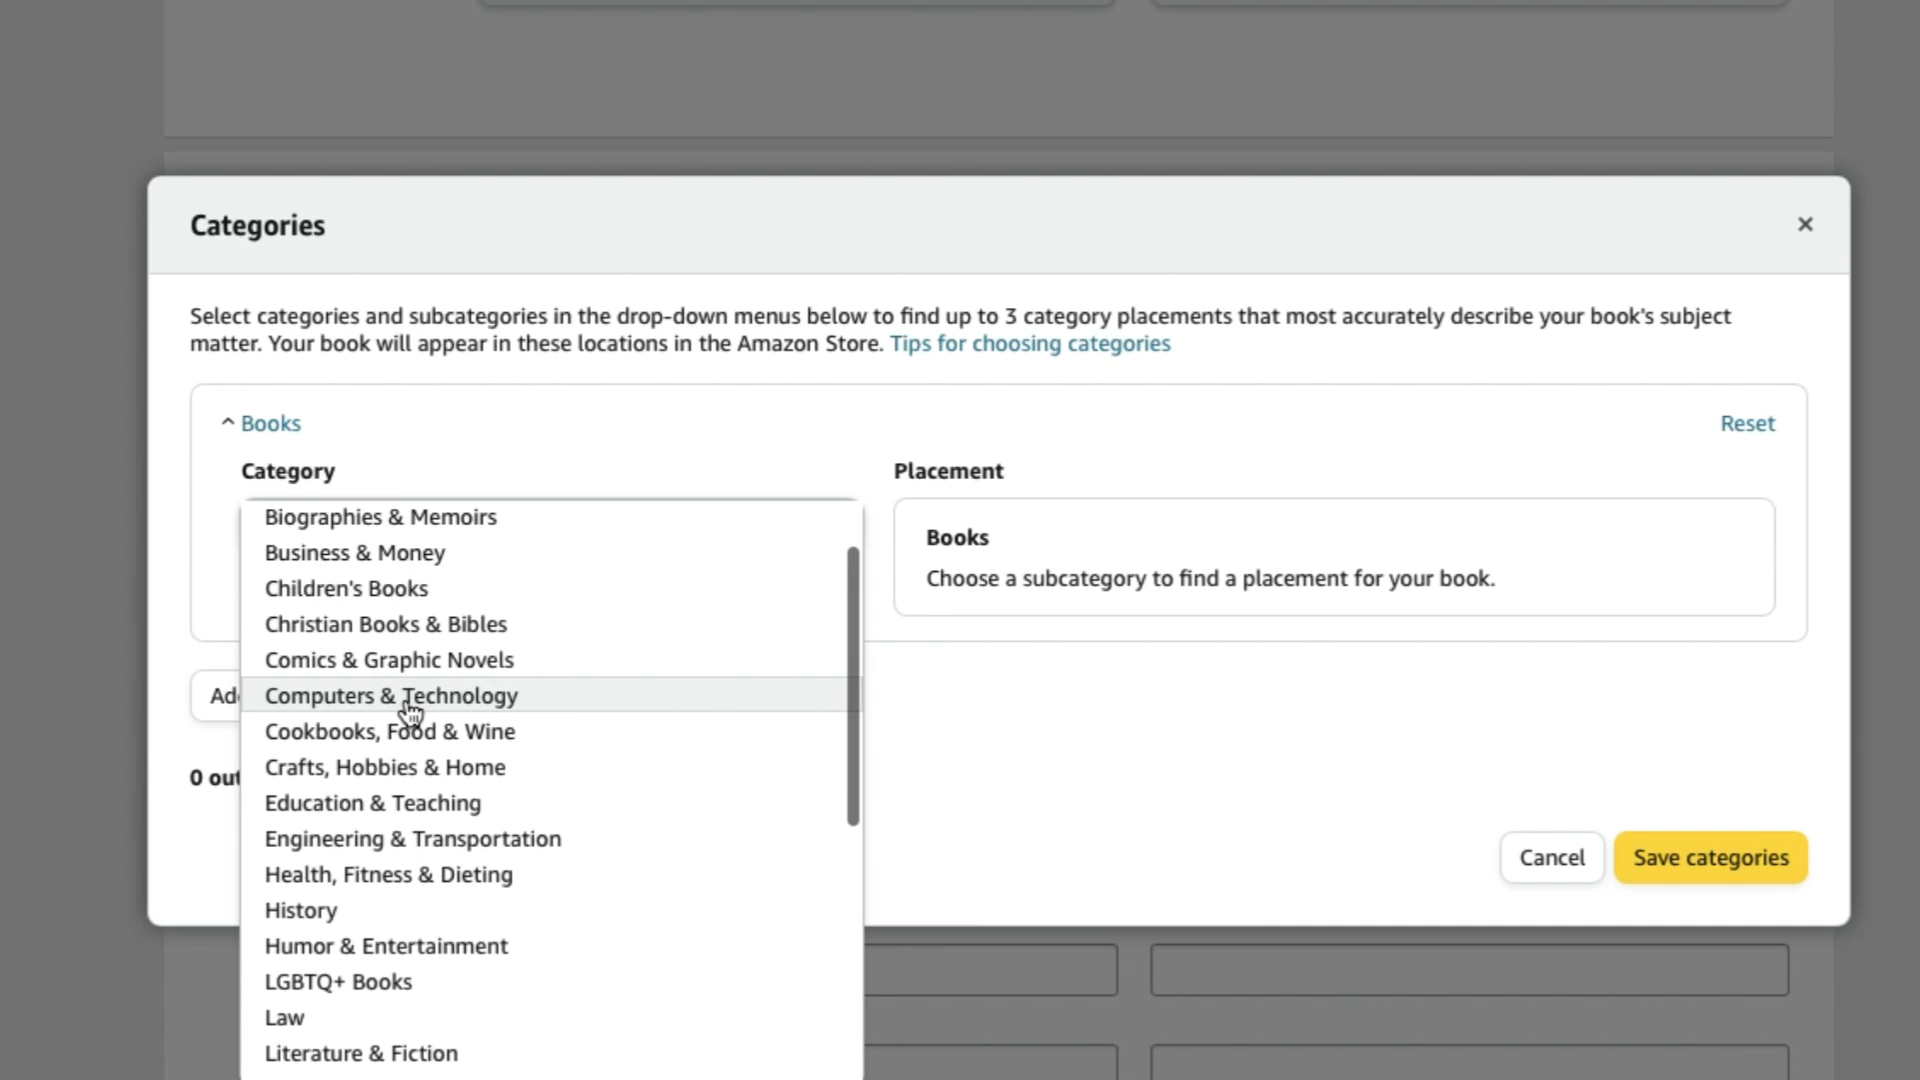 Categories
×
Select categories and subcategories in the drop-down menus below to find up to 3 category placements that most accurately describe your book's subject
matter. Your book will appear in these locations in the Amazon Store. Tips for choosing categories
Books
Reset
Category
Placement
Biographies & Memoirs
Business & Money
Children's Books
Christian Books & Bibles
Comics & Graphic Novels
Computers & Technology
Cookbooks, Food & Wine
Crafts, Hobbies & Home
Education & Teaching
Engineering & Transportation
Health, Fitness & Dieting
History
Humor & Entertainment
LGBTQ+ Books
Law
Literature & Fiction
Books
Choose a subcategory to find a placement for your book.
0
Cancel
Save categories